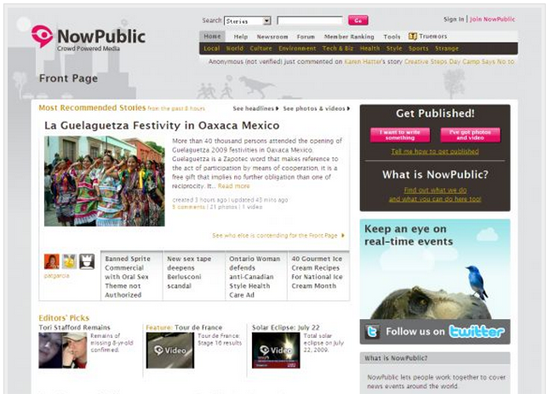 Search Stories Go Sign in | Join NowPublic
NowPublic
Crowd Powered Media
Home Help Newsroom Forum Member Ranking Tools Truemors
Local World Culture Environment Tech & Biz Health Style Sports Strange
Anonymous (not verified) just commented on Karen Hatter's story Creative Steps Day Camp Says No to
Front Page
Most Recommended Stories from the past 8 hours See headlines See photos & videos
La Guelaguetza Festivity in Oaxaca Mexico
More than 40 thousand persons attended the opening of
Guelaguetza 2009 festivities in Oaxaca, Mexico.
Guelaguetza is a Zapotec word that makes reference to
the act of participation by means of cooperation, it is a
free gift that implies no further obligation than one of
reciprocity. It... Read more
created 3 hours ago | updated 45 mins ago
5 comments | 21 photos | 1 video
See who else is contending for the Front Page
Banned Sprite
Commercial
with Oral Sex
Theme not
Authorized
New sex tape
deepens
Berlusconi
scandal
Ontario Woman
defends
anti-Canadian
Style Health
Care Ad
40 Gourmet Ice
Cream Recipes
For National Ice
Cream Month
Editors' Picks
Tori Stafford Remains
Remains of
missing 8-year-old
confirmed.
Feature: Tour de France
Video
Tour de France:
Stage 16 results
Solar Eclipse: July 22
Video
Total solar
eclipse on July
22, 2009.
Get Published!
I want to write
something
I've got photos
and video
Tell me how to get published
What is NowPublic?
Find out what we do
and what you can do here too!
Keep an eye on
real-time events
Follow us on twitter
What is NowPublic?
NowPublic lets people work together to cover
news events around the world.